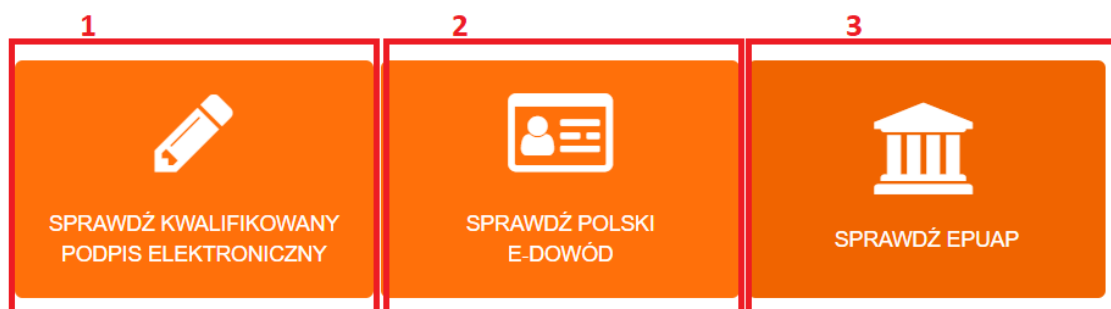 1 2 3
SPRAWDŹ KWALIFIKOWANY
PODPIS ELEKTRONICZNY
SPRAWDŹ POLSKI
E-DOWÓD
SPRAWDŹ EPUAP